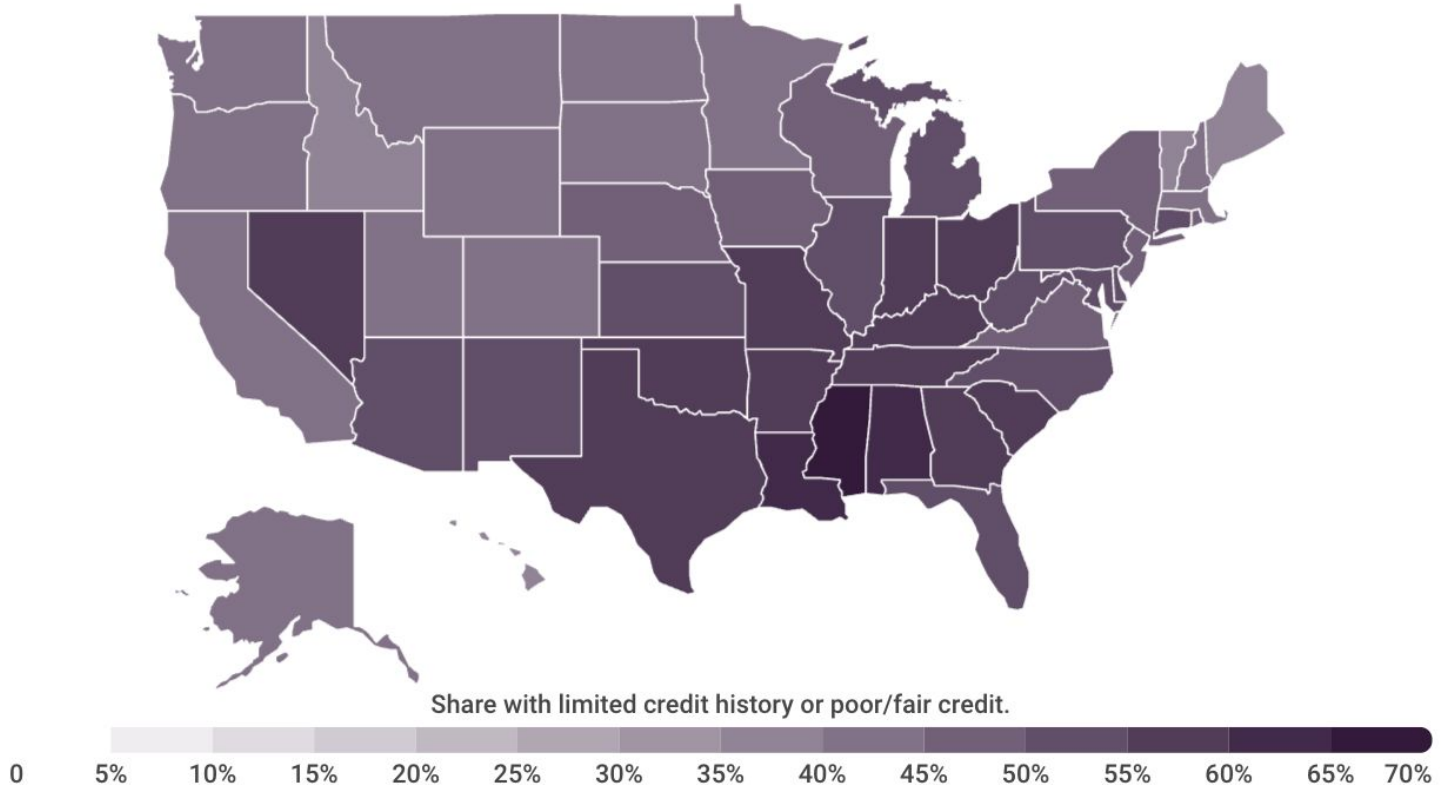 Share with limited credit history or poor/fair credit.
0 5% 10% 15% 20% 25% 30% 35% 40% 45% 50% 55% 60% 65% 70%